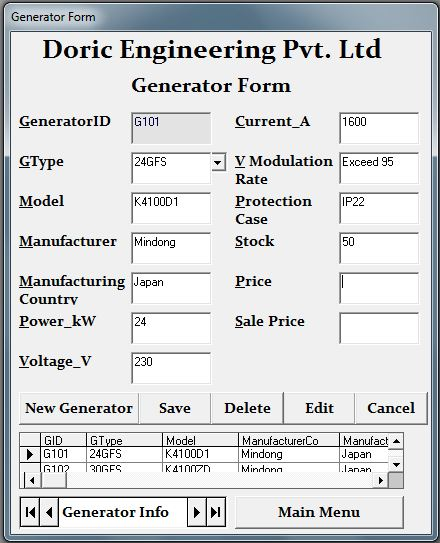 Generator Form
Doric Engineering Pvt. Ltd
Generator Form
GeneratorID G101 Current_A 1600
GType 24GFS V Modulation Rate Exceed 95
Model K4100D1 Protection Case IP22
Manufacturer Mindong Stock 50
Manufacturing Country Japan Price
Power_kW 24 Sale Price
Voltage_V 230
New Generator Save Delete Edit Cancel
GID GType Model ManufacturerCo Manufact
G101 24GFS K4100D1 Mindong Japan
G102 30GFS K4100ZD Mindong Japan
Generator Info Main Menu